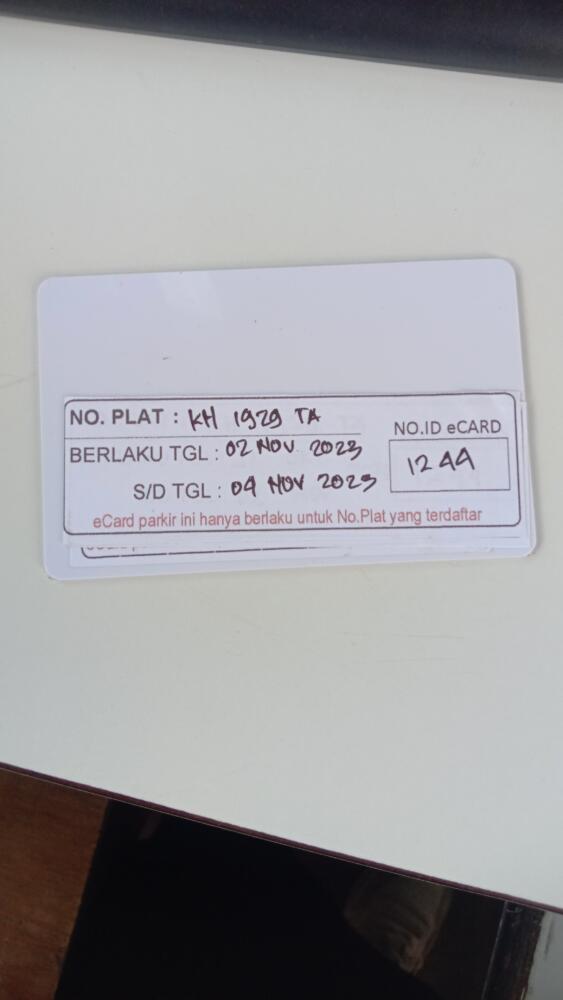 NO. PLAT : KH 1929 TA
NO.ID eCARD
BERLAKU TGL : 02 NOV 2023
1244
S/D TGL : 04 NOV 2023
eCard parkir ini hanya berlaku untuk No.Plat yang terdaftar